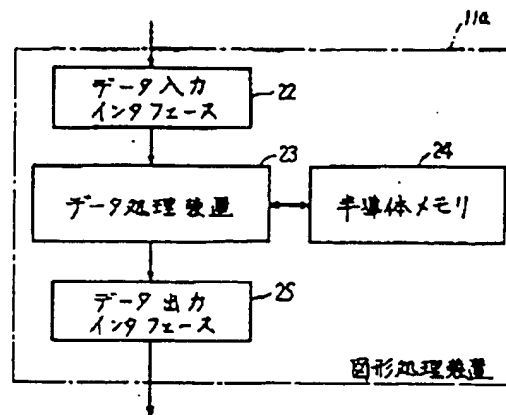 11a
データ入力
インタフェース
22
23
データ処理装置
24
半導体メモリ
データ出力
インタフェース
25
図形処理装置